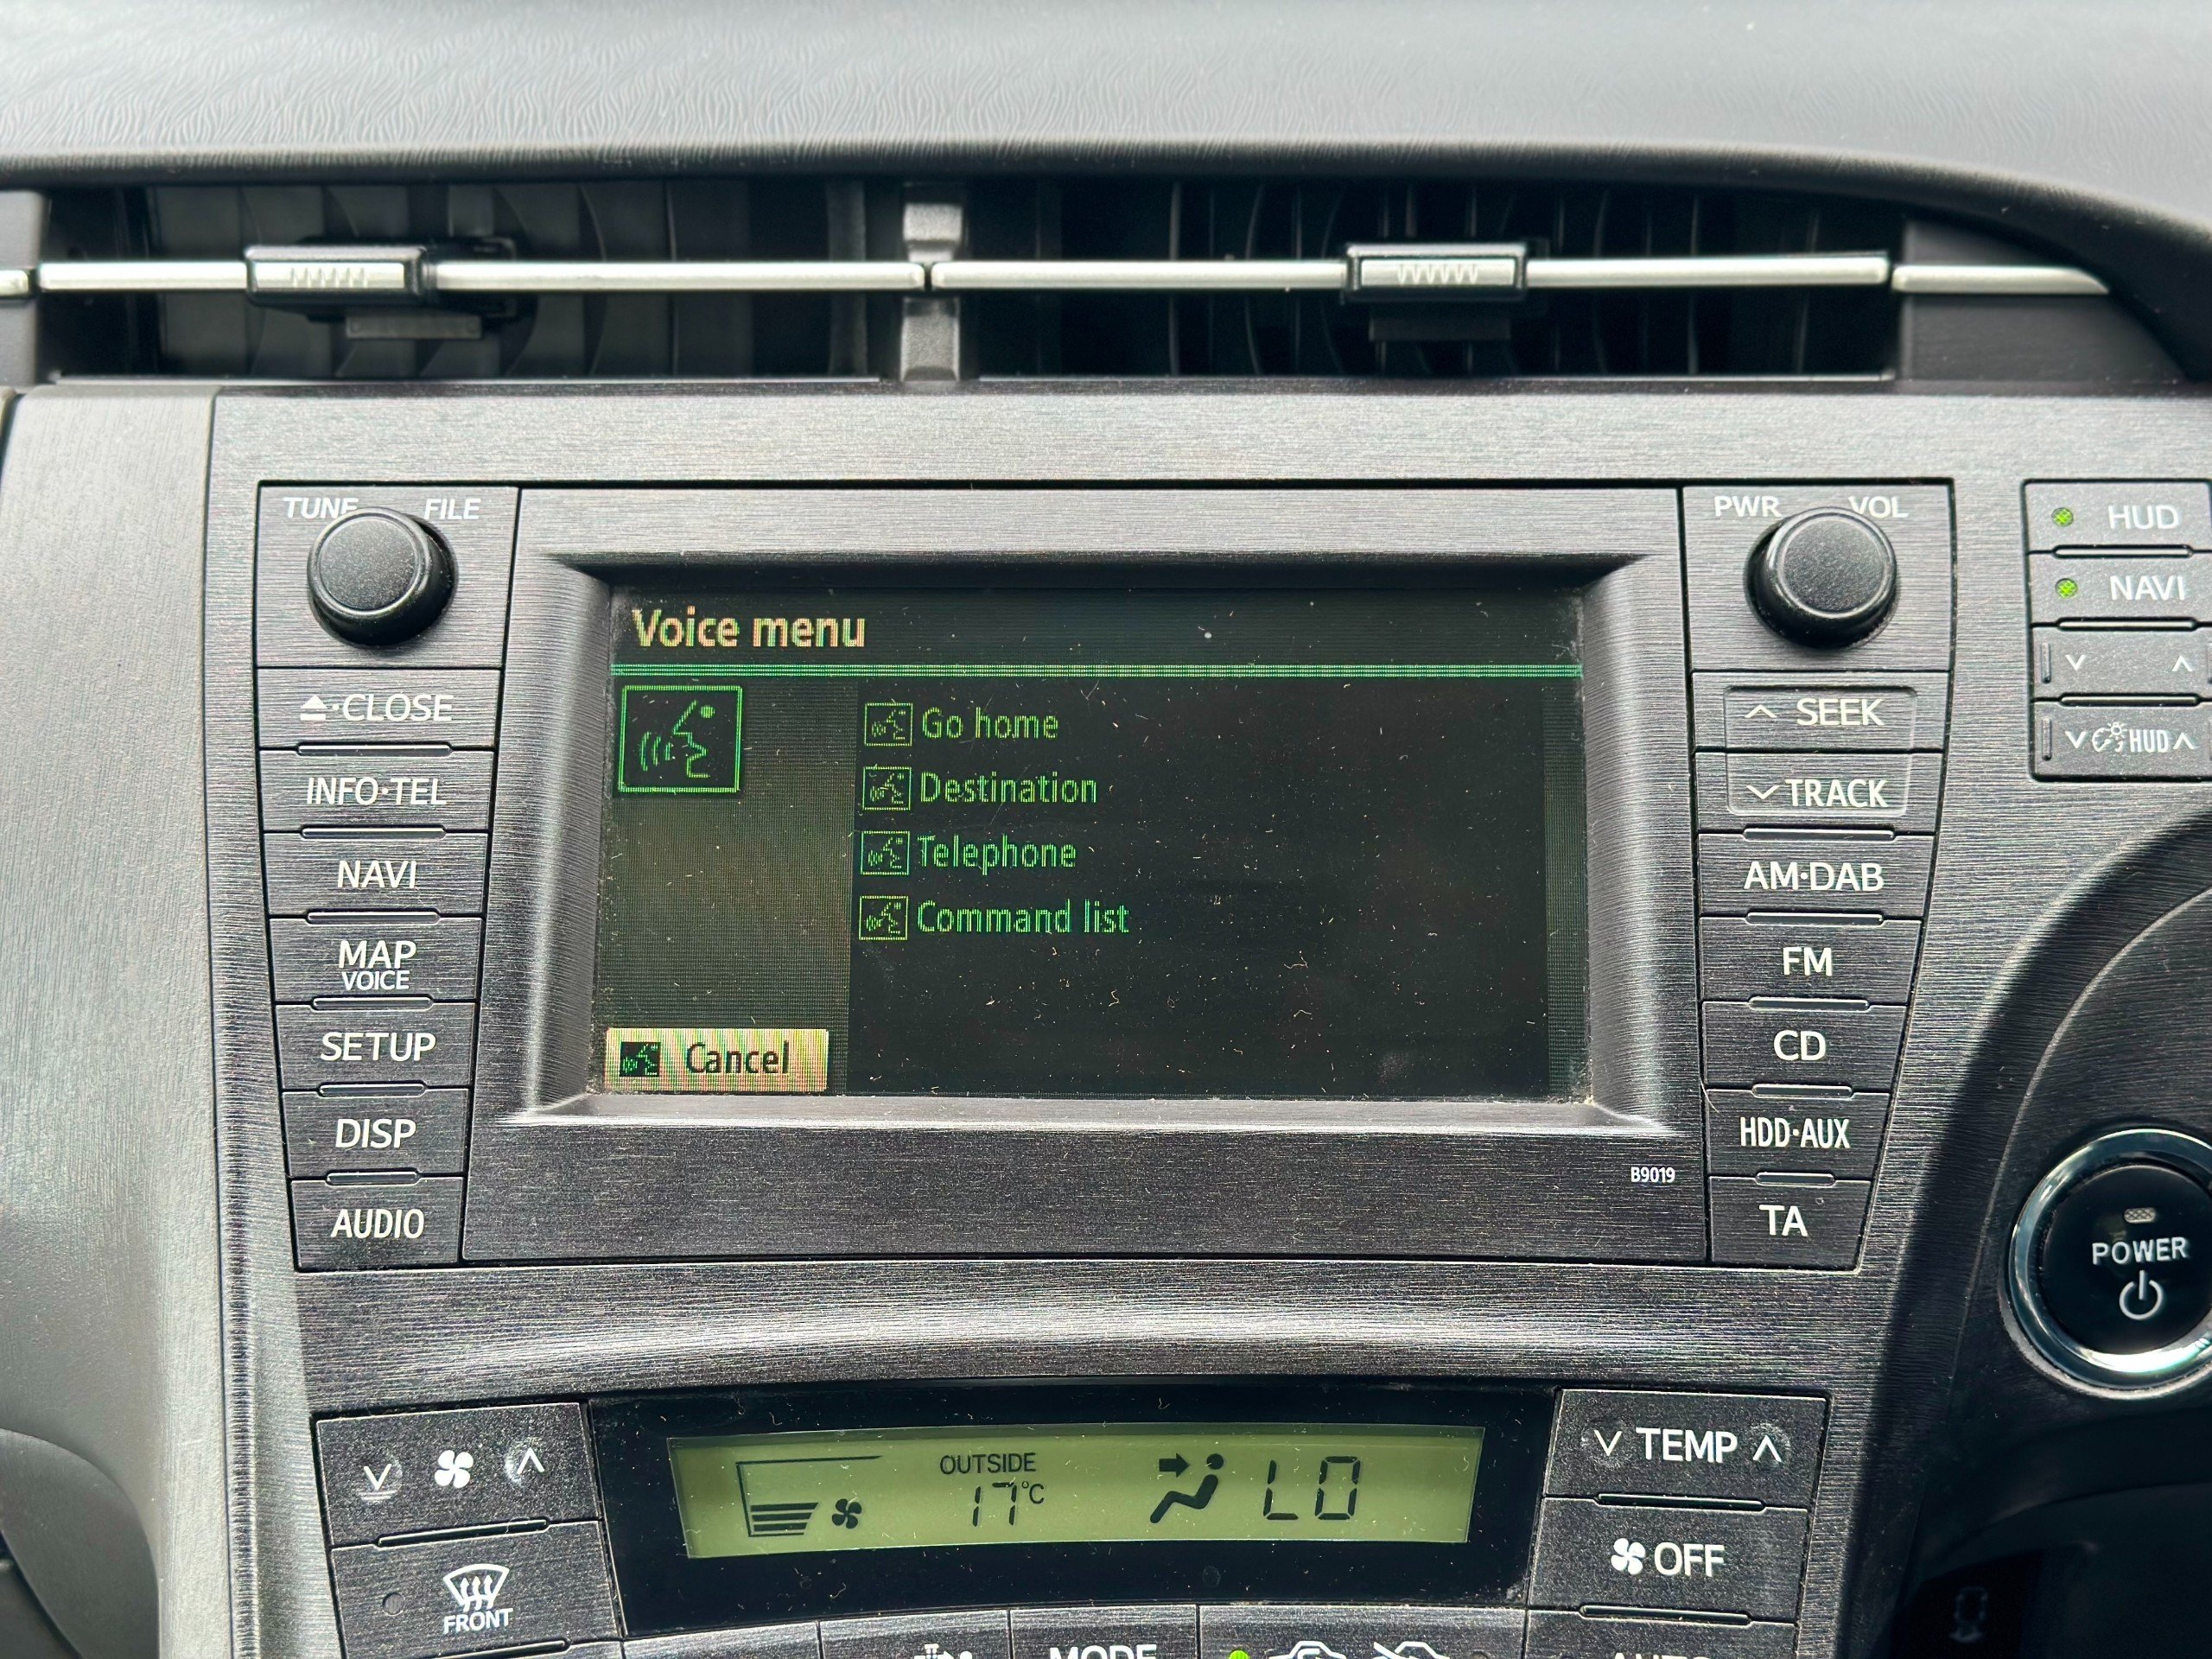 TUNE FILE
PWR VOL
HUD
NAVI
HUD
CLOSE
INFO·TEL
NAVI
MAP
VOICE
SETUP
DISP
AUDIO
Voice menu
Go home
Destination
Telephone
Command list
Cancel
SEEK
TRACK
AM·DAB
FM
CD
HDD·AUX
TA
B9019
POWER
OUTSIDE
17°C
LO
TEMP
OFF
FRONT
MODE
AUTO